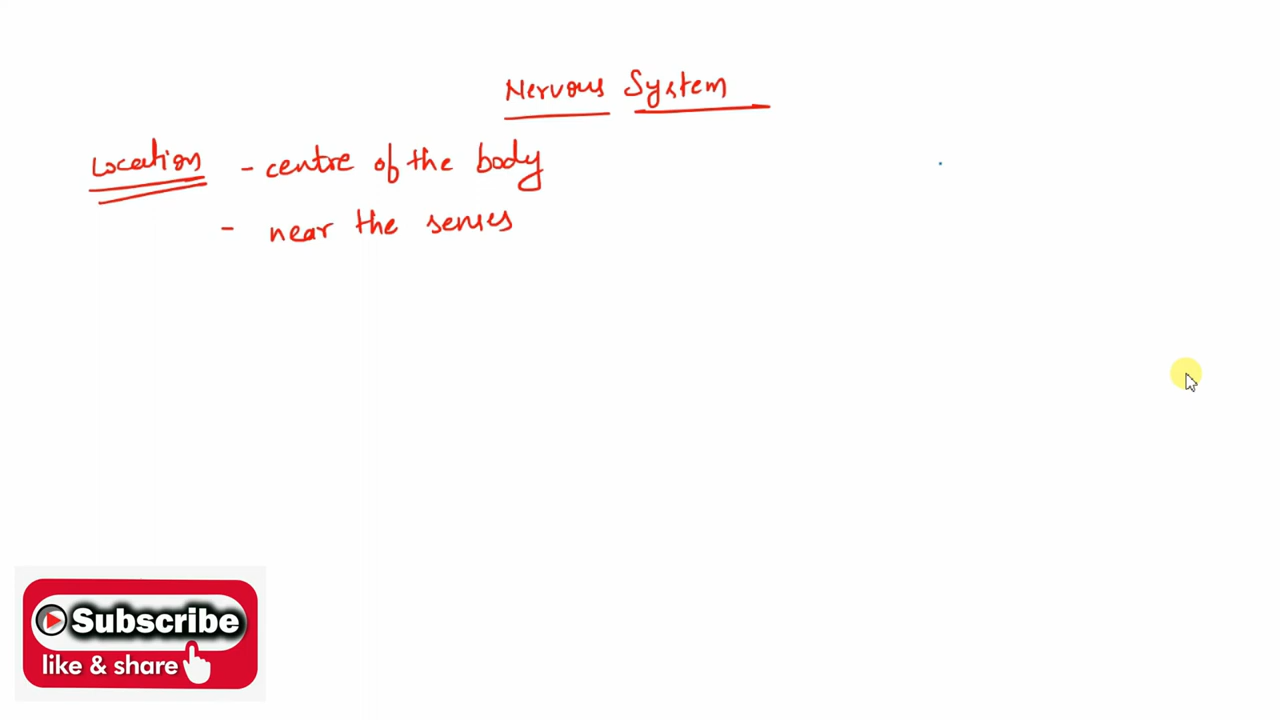 Nervous System
Location - centre of the body
- near the senses
Subscribe
like & share